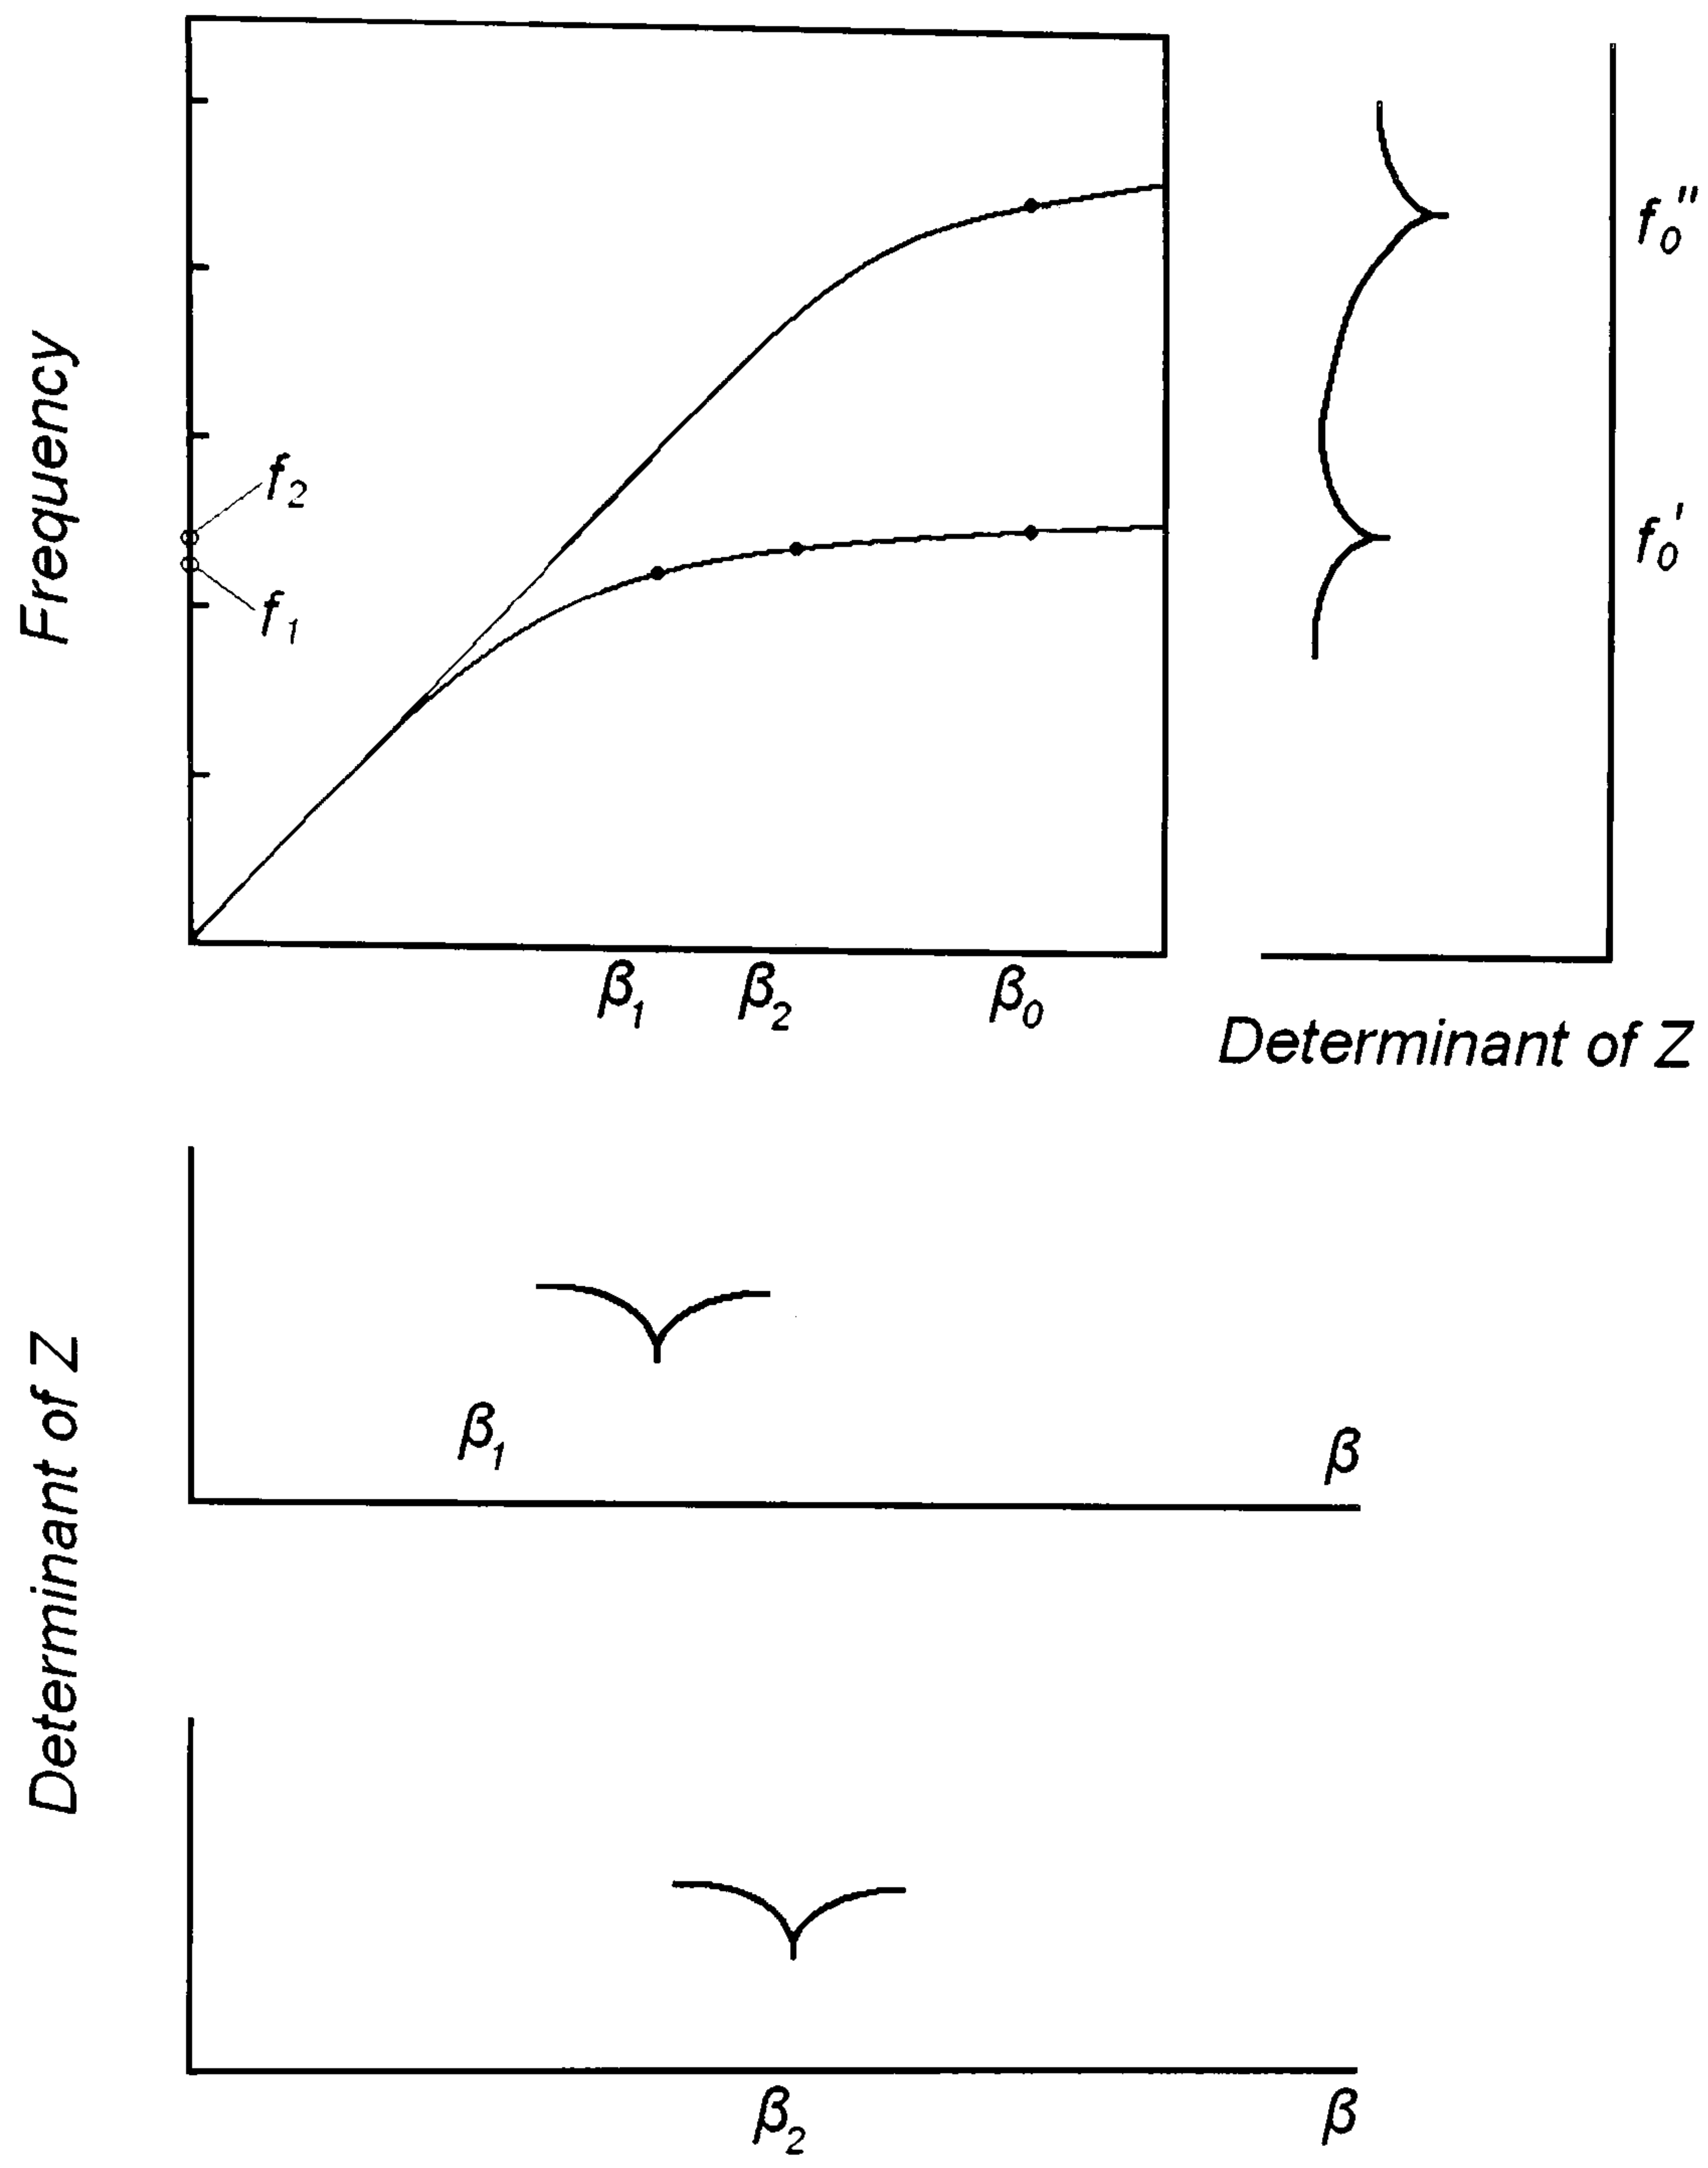 Frequency
f2
f1
f0''
f0'
β1
β2
β0
Determinant of Z
Determinant of Z
β1
β
β2
β